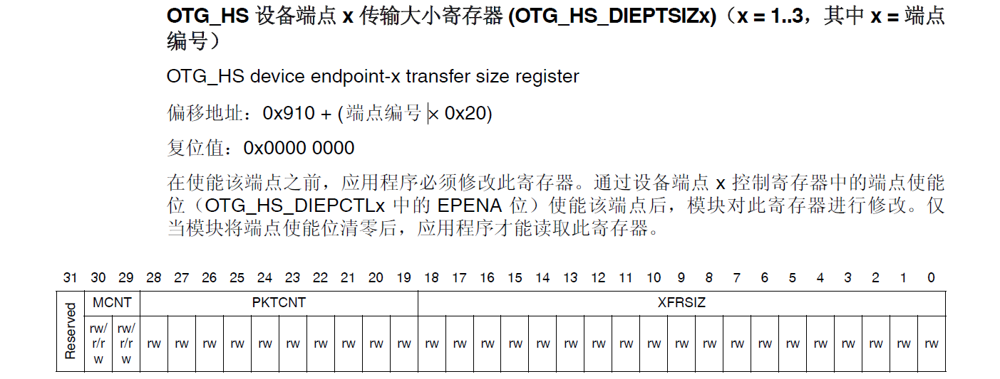 OTG_HS 设备端点 x 传输大小寄存器 (OTG_HS_DIEPTSIZx)（x = 1..3，其中 x = 端点
编号）
OTG_HS device endpoint-x transfer size register
偏移地址：0x910 + (端点编号 × 0x20)
复位值：0x0000 0000
在使能该端点之前，应用程序必须修改此寄存器。通过设备端点 x 控制寄存器中的端点使能
位（OTG_HS_DIEPCTLx 中的 EPENA 位）使能该端点后，模块对此寄存器进行修改。仅
当模块将端点使能位清零后，应用程序才能读取此寄存器。
31 30 29 28 27 26 25 24 23 22 21 20 19 18 17 16 15 14 13 12 11 10 9 8 7 6 5 4 3 2 1 0
Reserved
MCNT PKTCNT XFRSIZ
rw/ rw/
r/r r/r rw rw rw rw rw rw rw rw rw rw rw rw rw rw rw rw rw rw rw rw rw rw rw rw rw rw rw rw rw
w w